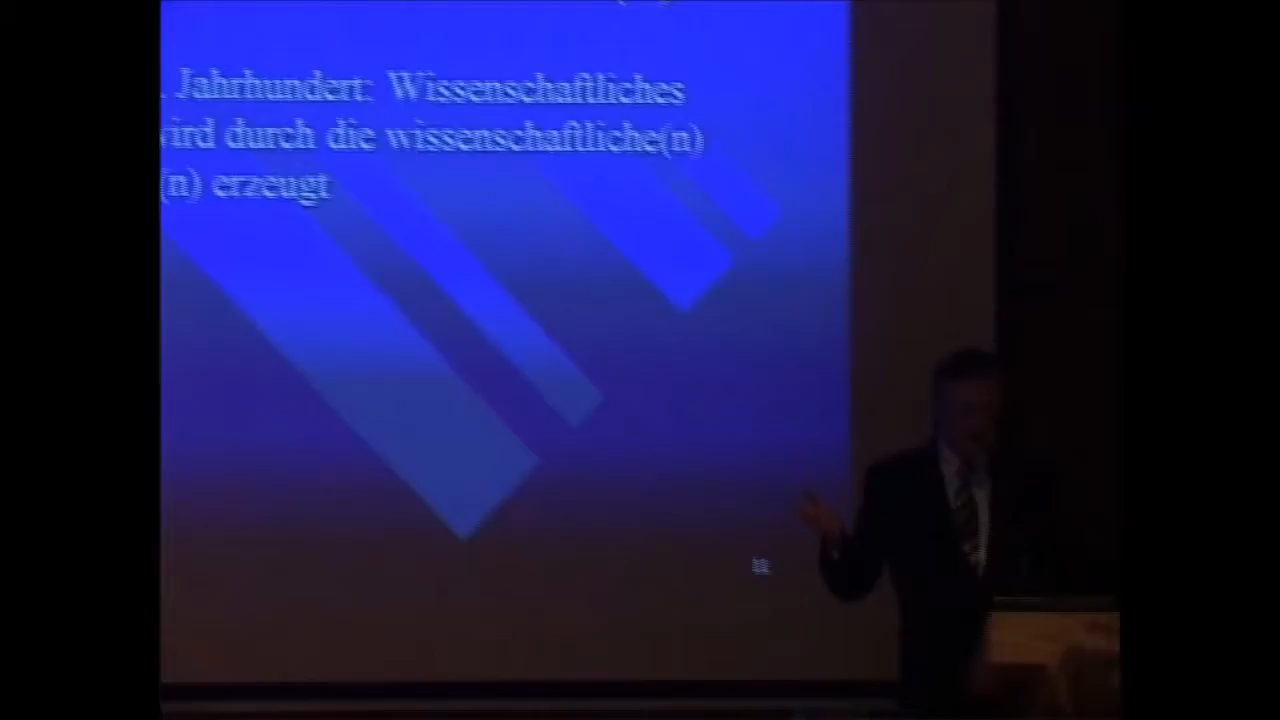 . Jahrhundert: Wissenschaftliches
wird durch die wissenschaftliche(n)
(n) erzeugt